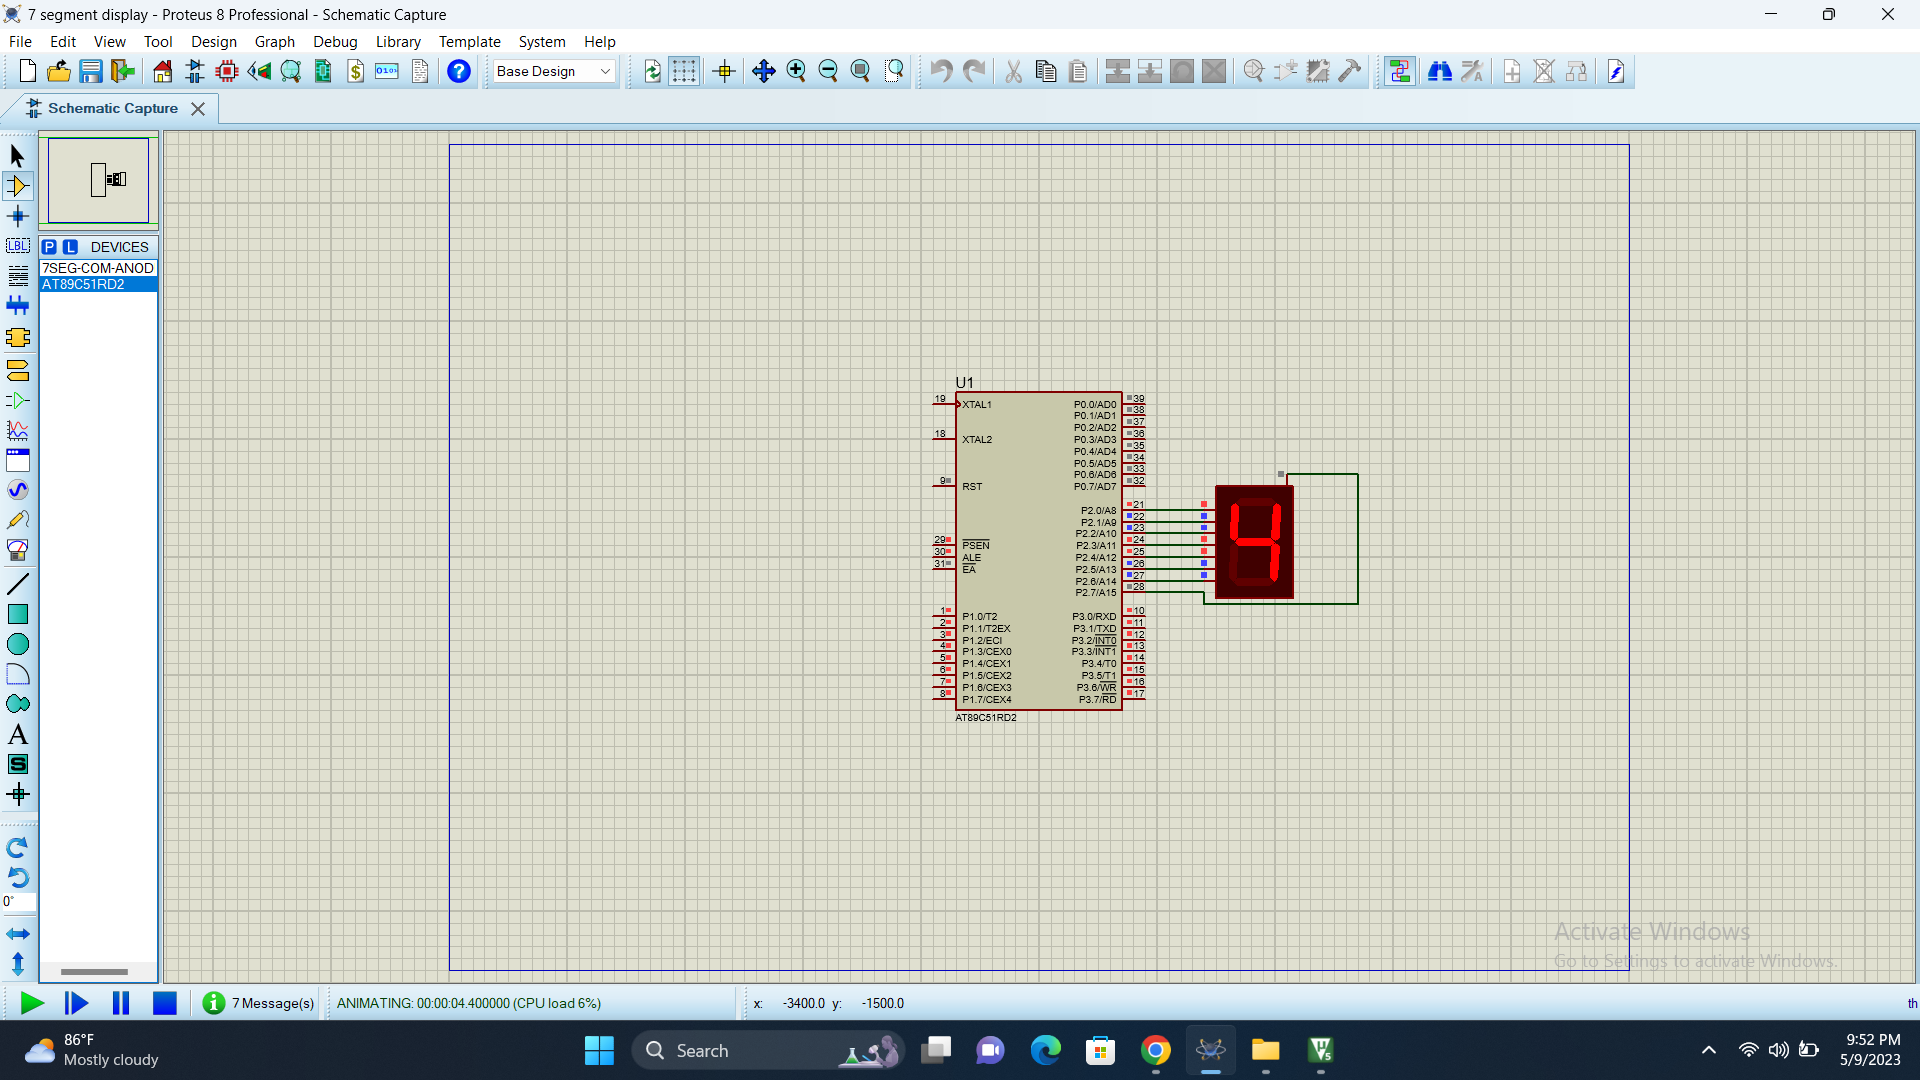 7 segment display - Proteus 8 Professional - Schematic Capture
File Edit View Tool Design Graph Debug Library Template System Help
Base Design
Schematic Capture
P L DEVICES
7SEG-COM-ANOD
AT89C51RD2
LBL
A
S
0°
U1
19 XTAL1
18 XTAL2
9 RST
29 PSEN
30 ALE
31 EA
1 P1.0/T2
2 P1.1/T2EX
3 P1.2/ECI
4 P1.3/CEX0
5 P1.4/CEX1
6 P1.5/CEX2
7 P1.6/CEX3
8 P1.7/CEX4
P0.0/AD0 39
P0.1/AD1 38
P0.2/AD2 37
P0.3/AD3 36
P0.4/AD4 35
P0.5/AD5 34
P0.6/AD6 33
P0.7/AD7 32
P2.0/A8 21
P2.1/A9 22
P2.2/A10 23
P2.3/A11 24
P2.4/A12 25
P2.5/A13 26
P2.6/A14 27
P2.7/A15 28
P3.0/RXD 10
P3.1/TXD 11
P3.2/INT0 12
P3.3/INT1 13
P3.4/T0 14
P3.5/T1 15
P3.6/WR 16
P3.7/RD 17
AT89C51RD2
4
Activate Windows
Go to Settings to activate Windows.
7 Message(s)
ANIMATING: 00:00:04.400000 (CPU load 6%)
x: -3400.0 y: -1500.0
th
86°F
Mostly cloudy
Search
9:52 PM
5/9/2023